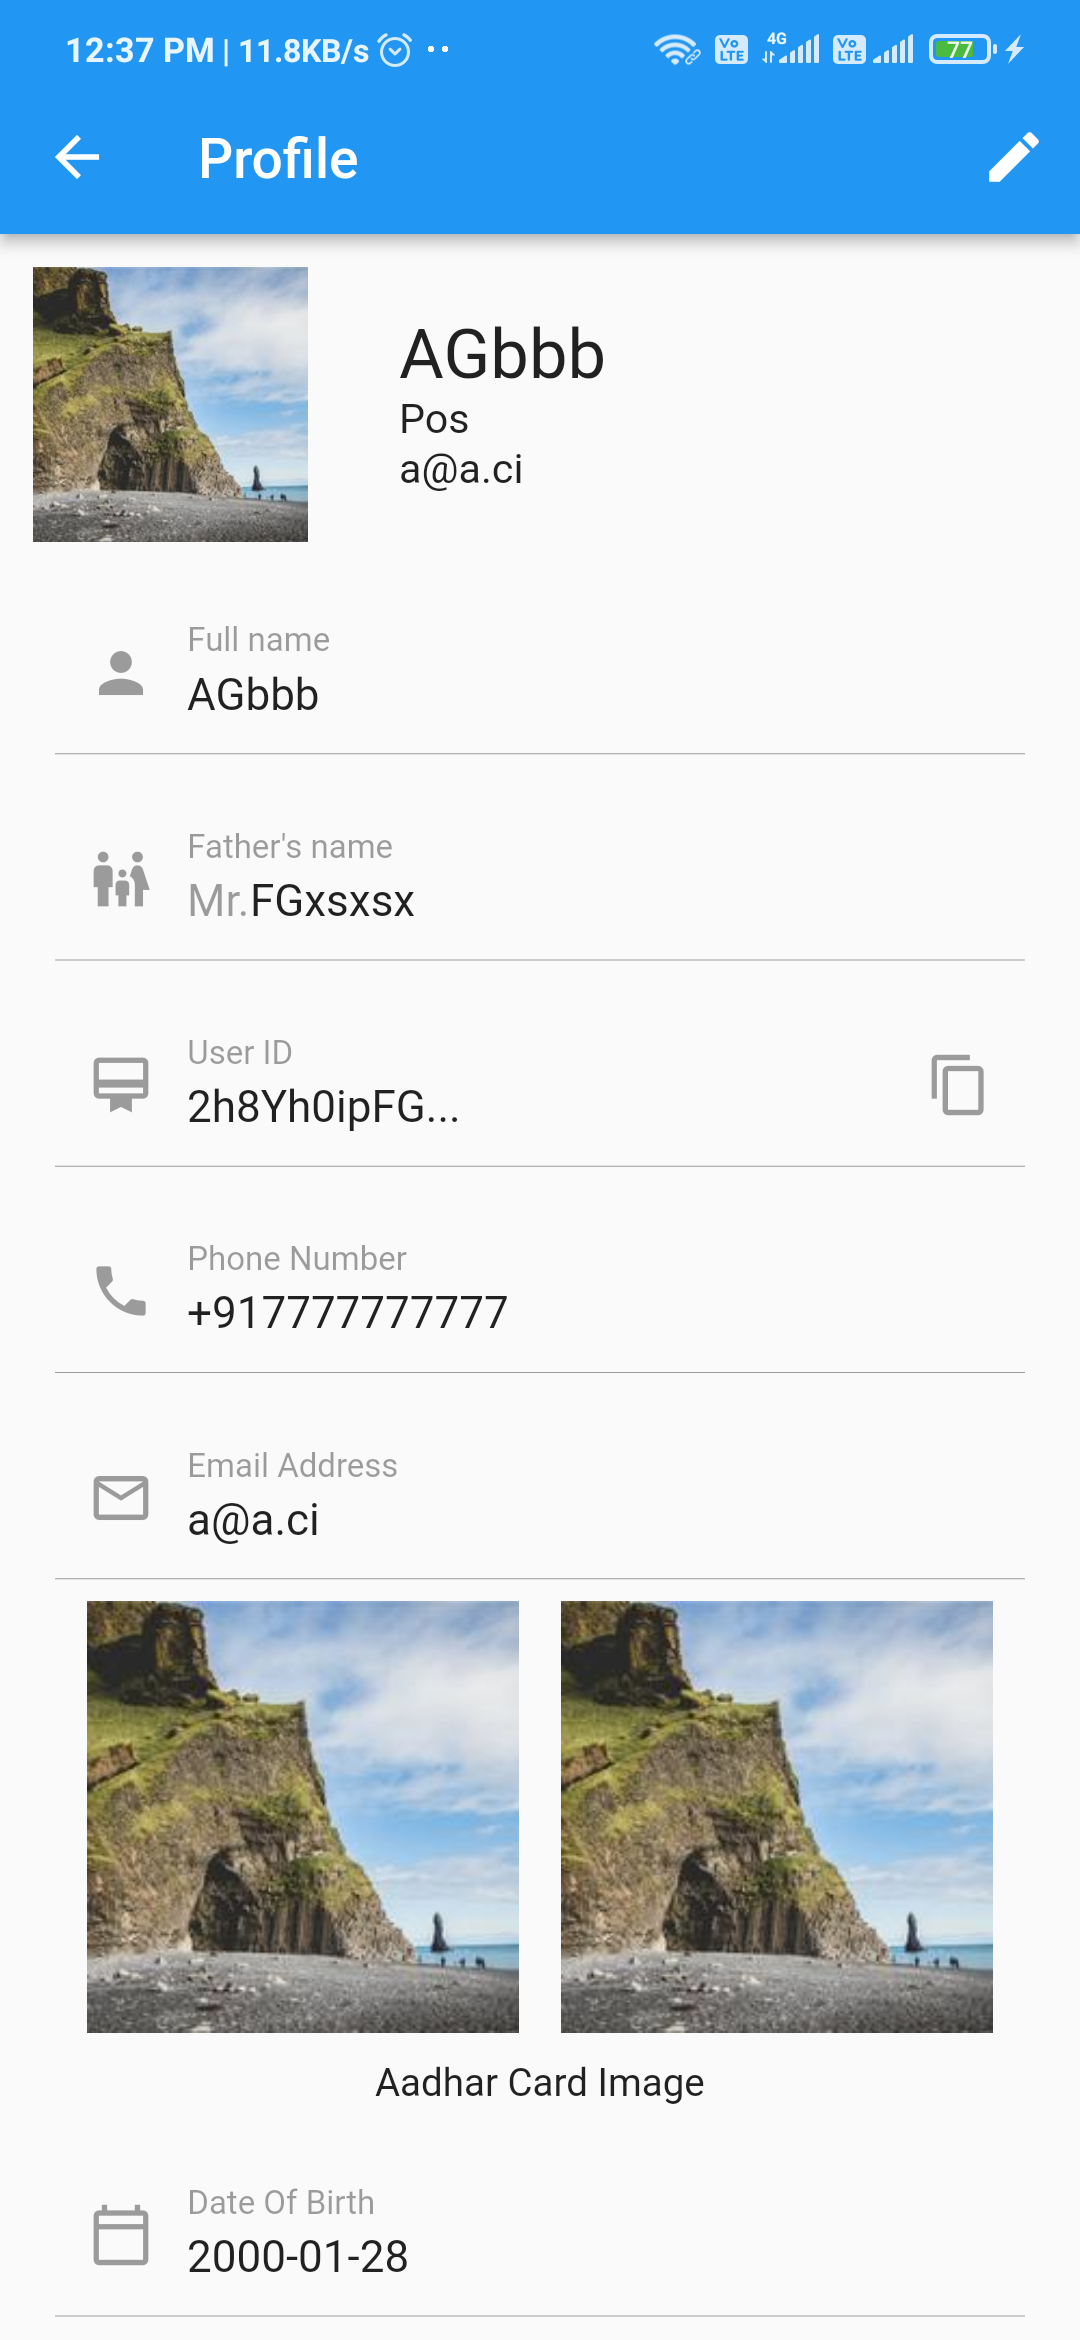 12:37 PM | 11.8KB/s
Vo LTE 4G Vo LTE 77
Profile
AGbbb
Pos
a@a.ci
Full name
AGbbb
Father's name
Mr.FGxsxsx
User ID
2h8Yh0ipFG...
Phone Number
+917777777777
Email Address
a@a.ci
Aadhar Card Image
Date Of Birth
2000-01-28